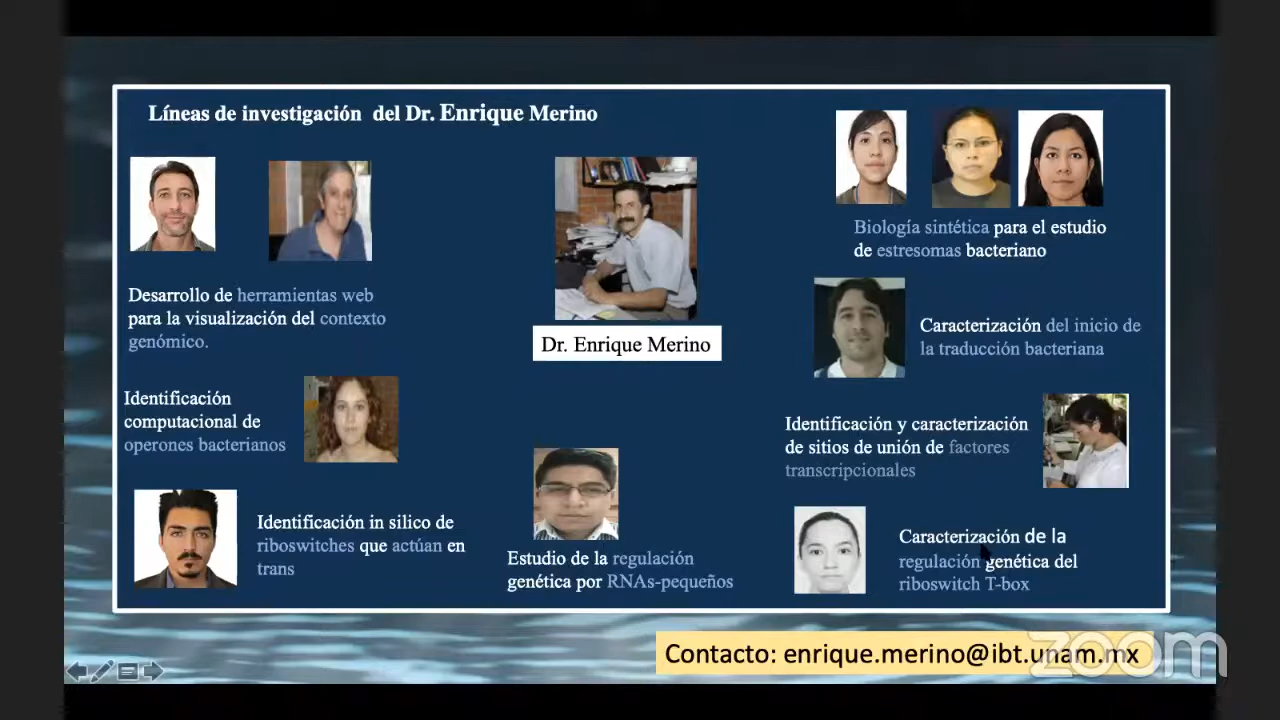 Líneas de investigación del Dr. Enrique Merino
Desarrollo de herramientas web
para la visualización del contexto
genómico.
Identificación
computacional de
operones bacterianos
Identificación in silico de
riboswitches que actúan en
trans
Dr. Enrique Merino
Estudio de la regulación
genética por RNAs-pequeños
Biología sintética para el estudio
de estresomas bacteriano
Caracterización del inicio de
la traducción bacteriana
Identificación y caracterización
de sitios de unión de factores
transcripcionales
Caracterización de la
regulación genética del
riboswitch T-box
Contacto: enrique.merino@ibt.unam.mx
zoom